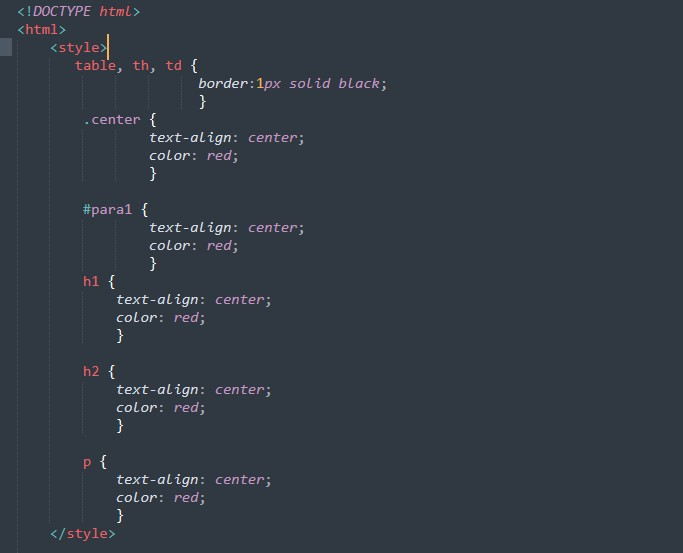 <!DOCTYPE html>
<html>
<style>
table, th, td {
border:1px solid black;
}
.center {
text-align: center;
color: red;
}
#para1 {
text-align: center;
color: red;
}
h1 {
text-align: center;
color: red;
}
h2 {
text-align: center;
color: red;
}
p {
text-align: center;
color: red;
}
</style>